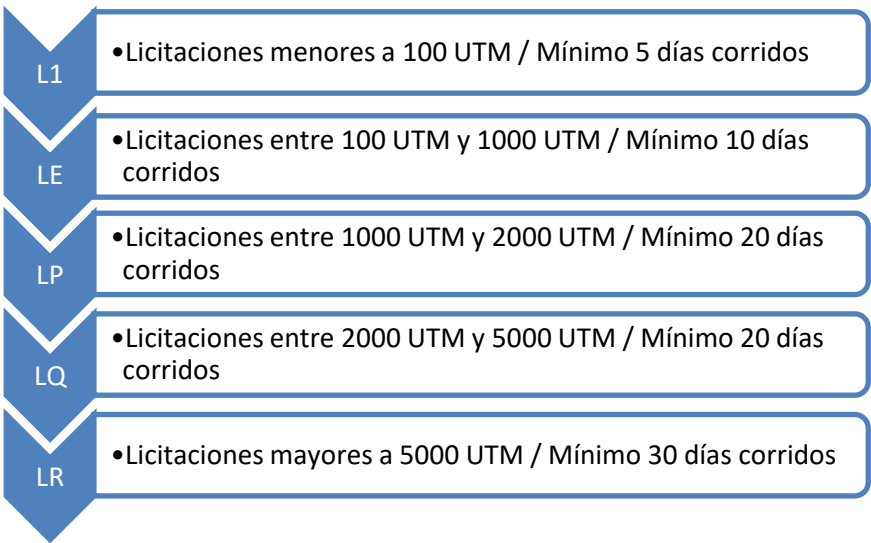 L1
•Licitaciones menores a 100 UTM / Mínimo 5 días corridos
LE
•Licitaciones entre 100 UTM y 1000 UTM / Mínimo 10 días
corridos
LP
•Licitaciones entre 1000 UTM y 2000 UTM / Mínimo 20 días
corridos
LQ
•Licitaciones entre 2000 UTM y 5000 UTM / Mínimo 20 días
corridos
LR
•Licitaciones mayores a 5000 UTM / Mínimo 30 días corridos